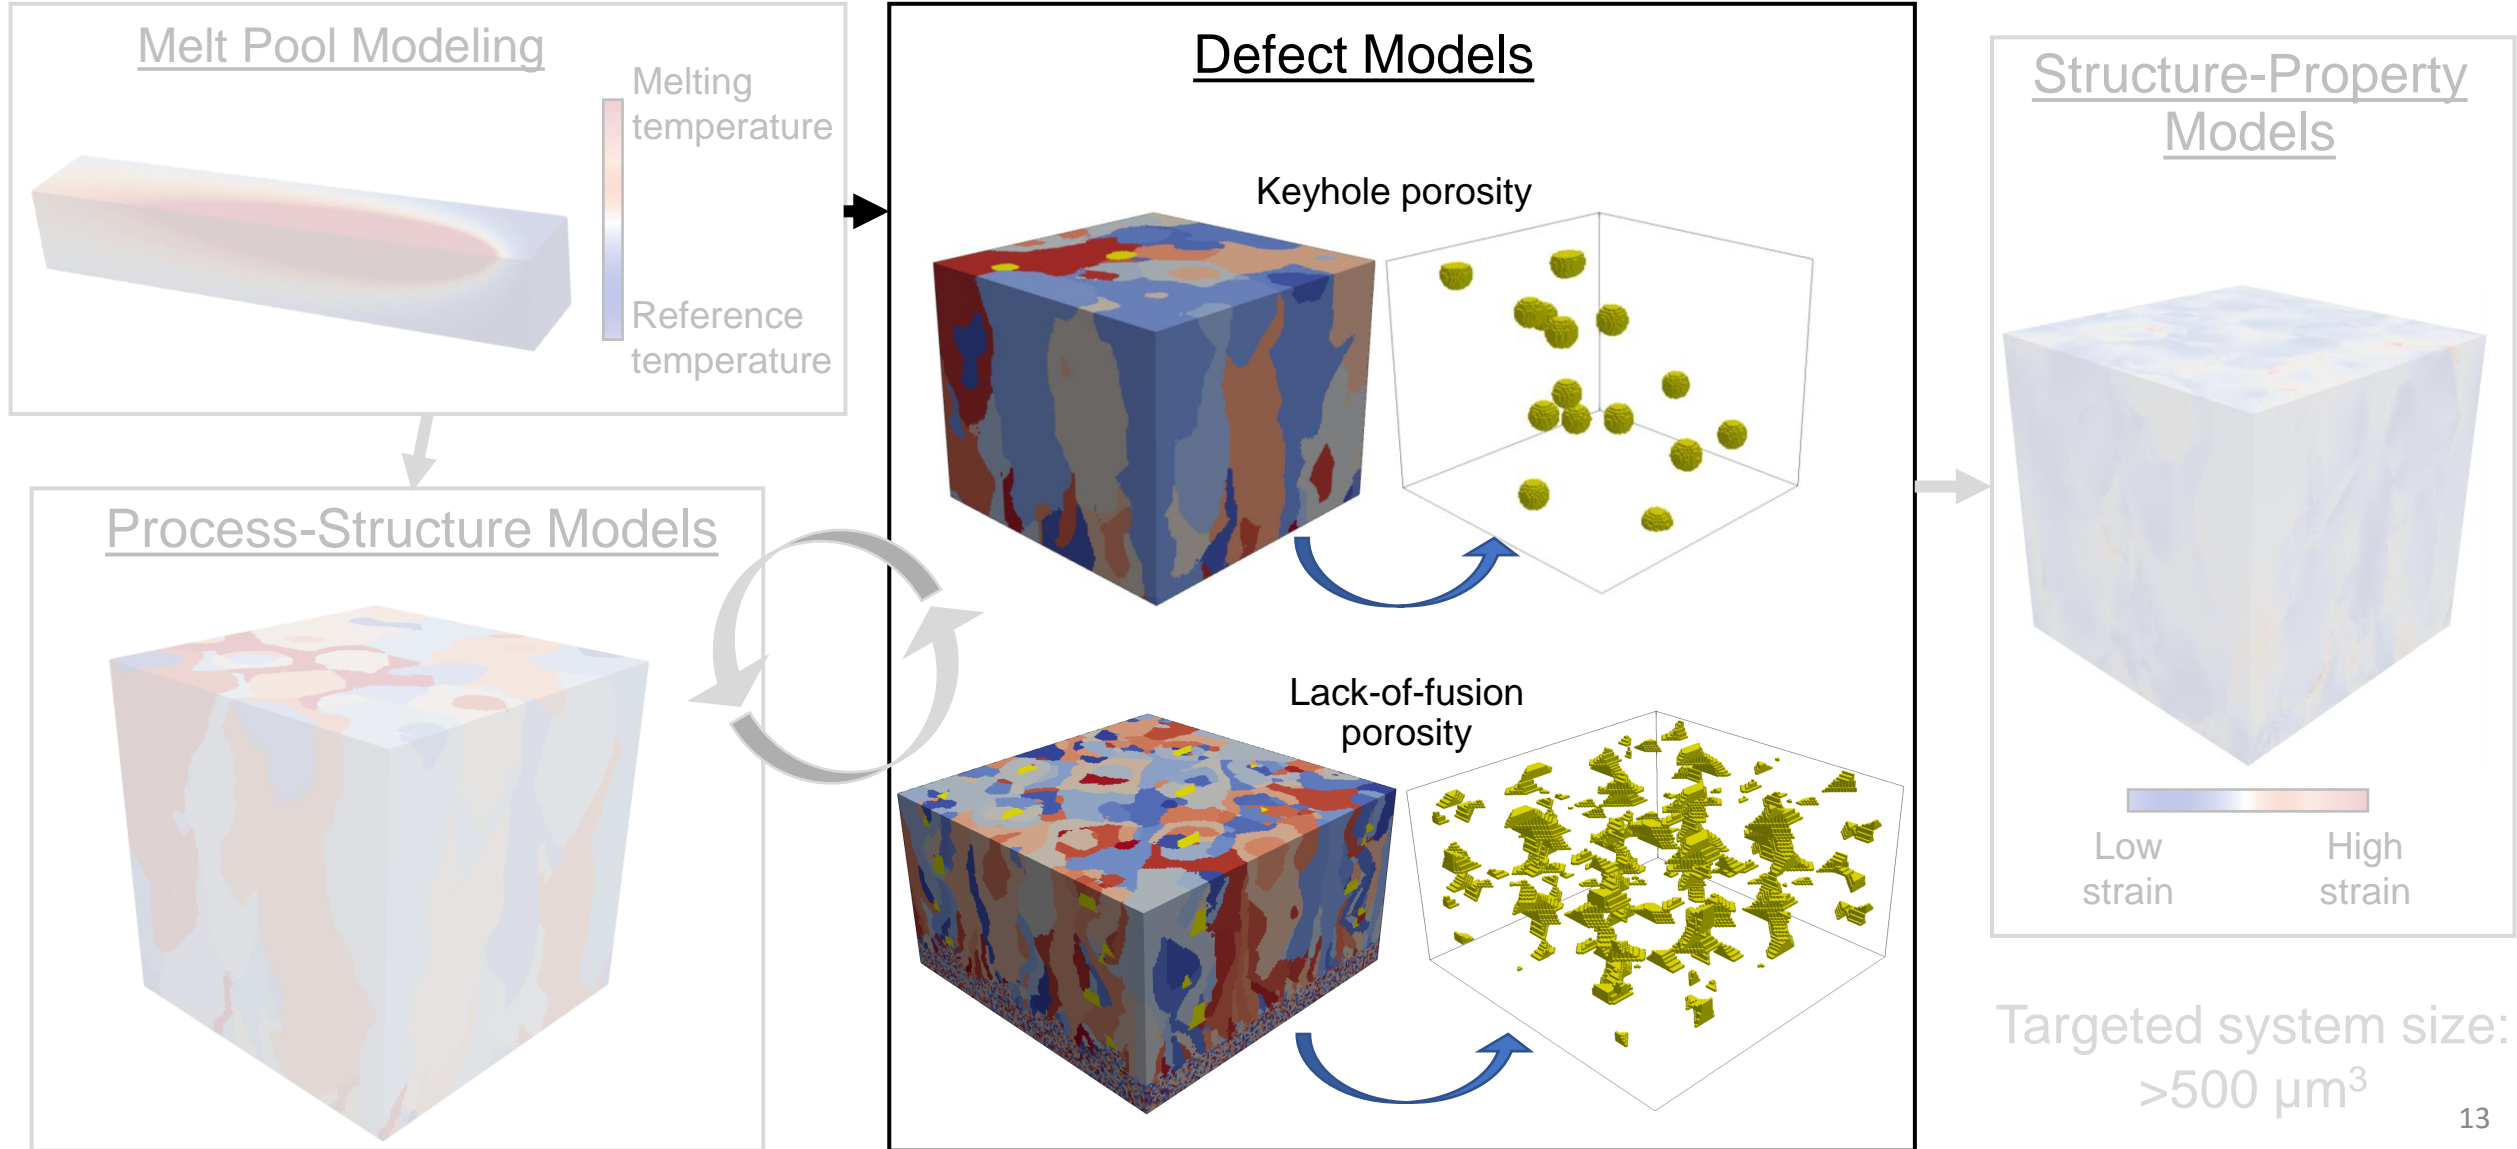 Melt Pool Modeling
Melting
temperature
Reference
temperature
Process-Structure Models
Defect Models
Keyhole porosity
Lack-of-fusion
porosity
Structure-Property
Models
Low
strain
High
strain
Targeted system size:
>500 μm³
13